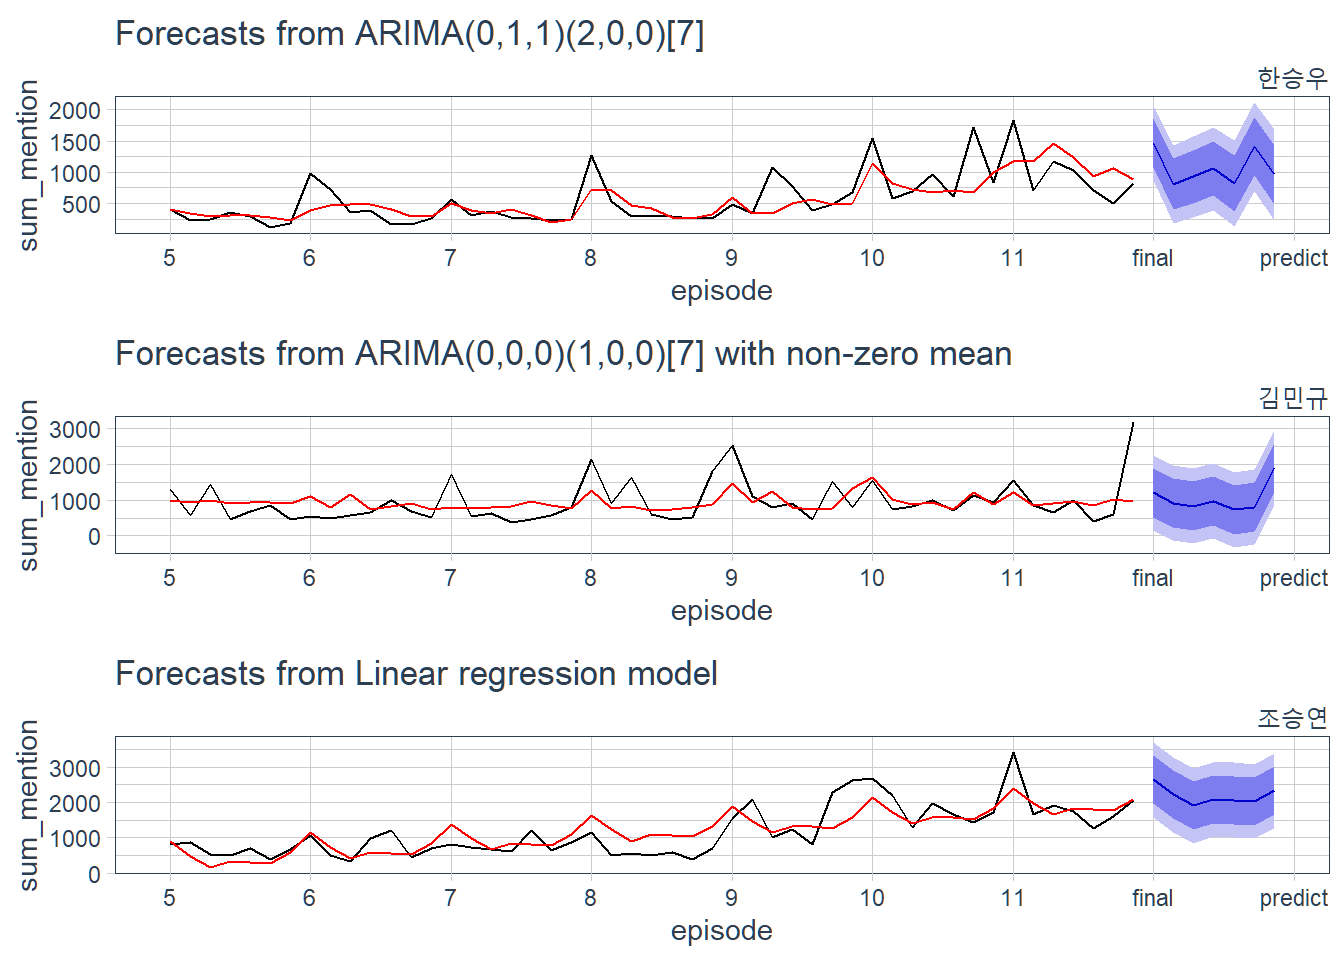 Forecasts from ARIMA(0,1,1)(2,0,0)[7]
한승우
sum_mention
2000
1500
1000
500
5 6 7 8 9 10 11 final predict
episode
Forecasts from ARIMA(0,0,0)(1,0,0)[7] with non-zero mean
김민규
sum_mention
3000
2000
1000
0
5 6 7 8 9 10 11 final predict
episode
Forecasts from Linear regression model
조승연
sum_mention
3000
2000
1000
0
5 6 7 8 9 10 11 final predict
episode